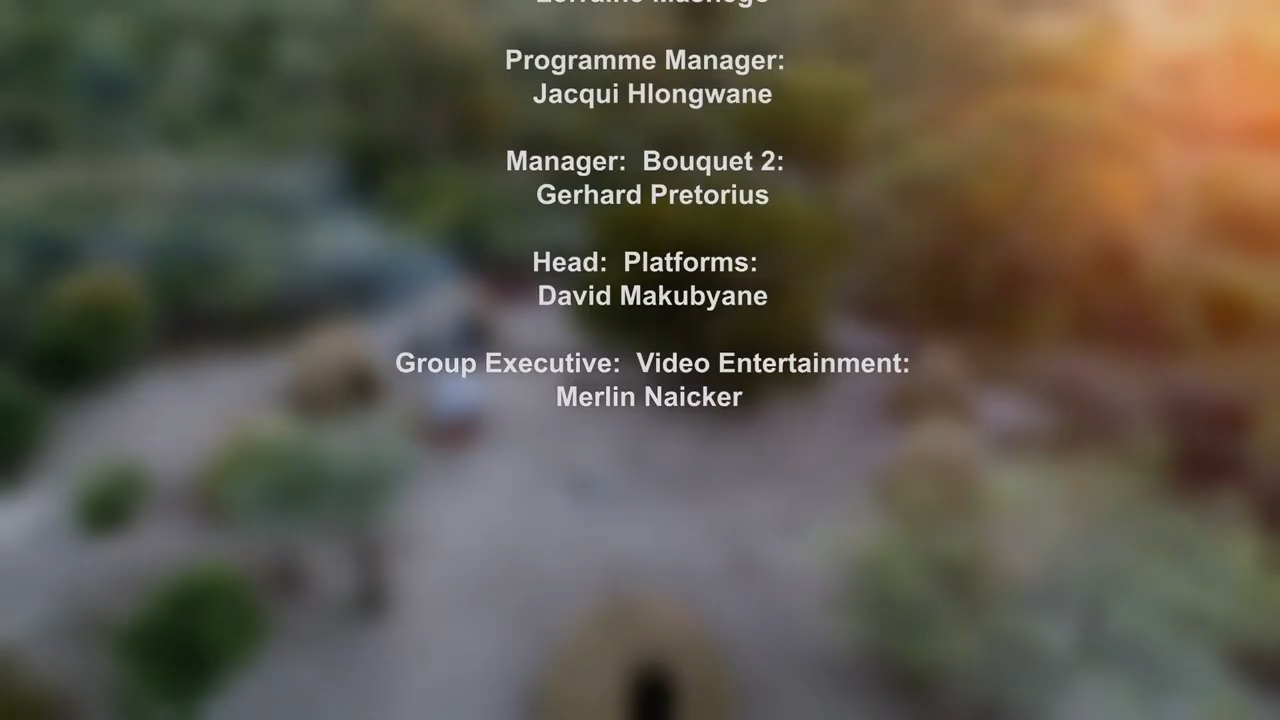 Programme Manager:
Jacqui Hlongwane
Manager:  Bouquet 2:
Gerhard Pretorius
Head:  Platforms:
David Makubyane
Group Executive:  Video Entertainment:
Merlin Naicker